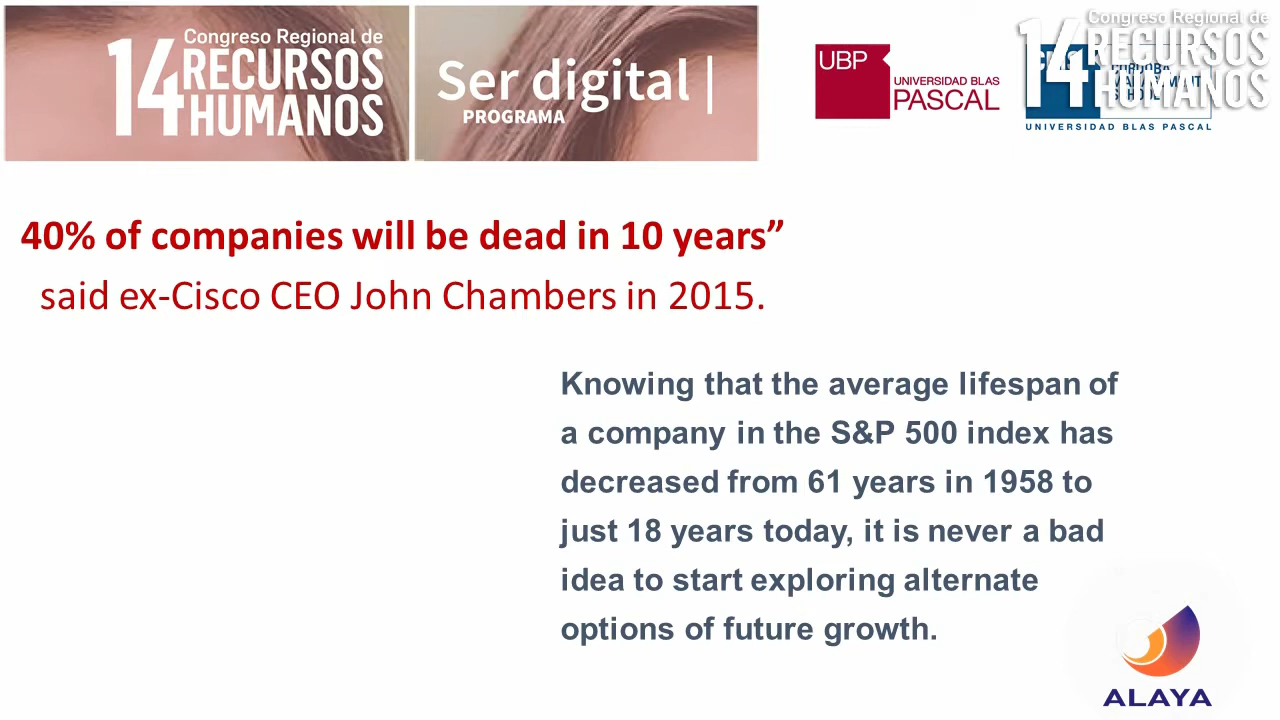 Congreso Regional de
14 RECURSOS
HUMANOS
Ser digital |
PROGRAMA
UBP
UNIVERSIDAD BLAS
PASCAL
Congreso Regional de
14 RECURSOS
HUMANOS
UNIVERSIDAD BLAS PASCAL
40% of companies will be dead in 10 years”
said ex-Cisco CEO John Chambers in 2015.
Knowing that the average lifespan of
a company in the S&P 500 index has
decreased from 61 years in 1958 to
just 18 years today, it is never a bad
idea to start exploring alternate
options of future growth.
ALAYA